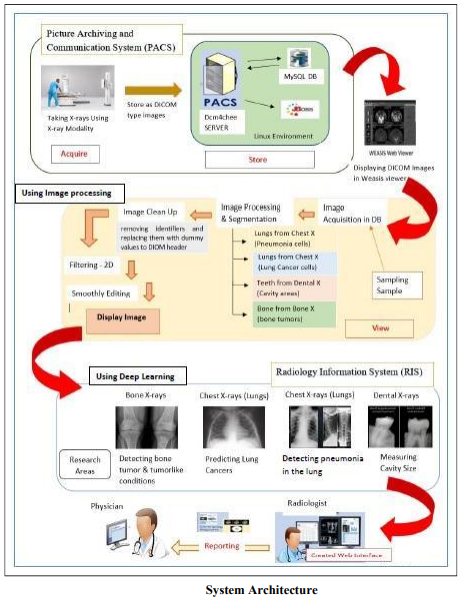 Picture Archiving and
Communication System (PACS)
Taking X-rays Using
X-ray Modality
Acquire
Store as DICOM
type images
PACS
Dcm4chee
SERVER
MySQL DB
JBoss
Linux Environment
Store
WEASIS Web Viewer
Displaying DICOM Images
in Weasis viewer
Using Image processing
Image Clean Up
removing identifiers and
replacing them with dummy
values to DIOM header
Filtering - 2D
Smoothly Editing
Display Image
Image Processing
& Segmentation
Lungs from Chest X
(Pneumonia cells)
Lungs from Chest X
(Lung Cancer cells)
Teeth from Dental X
(Cavity areas)
Bone from Bone X
(bone tumors)
Image
Acquisition in DB
Sampling
Sample
View
Using Deep Learning
Radiology Information System (RIS)
Bone X-rays
Chest X-rays (Lungs)
Chest X-rays (Lungs)
Dental X-rays
Research
Areas
Detecting bone
tumor & tumorlike
conditions
Predicting Lung
Cancers
Detecting pneumonia
in the lung
Measuring
Cavity Size
Physician
Reporting
Radiologist
Created Web Interface
System Architecture